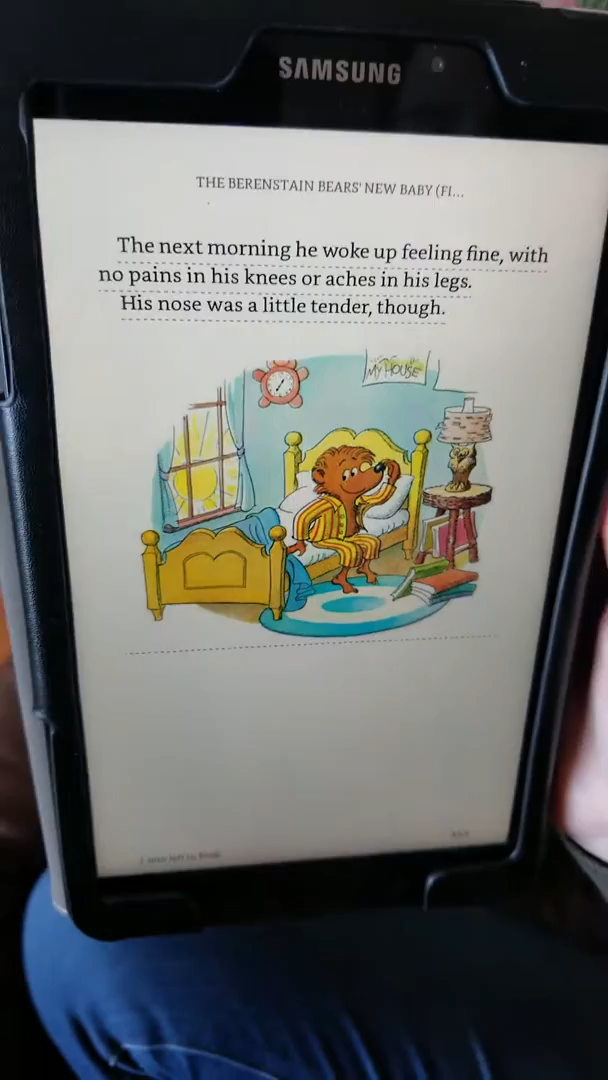 SAMSUNG
THE BERENSTAIN BEARS' NEW BABY (FI...
The next morning he woke up feeling fine, with
no pains in his knees or aches in his legs.
His nose was a little tender, though.
MY HOUSE